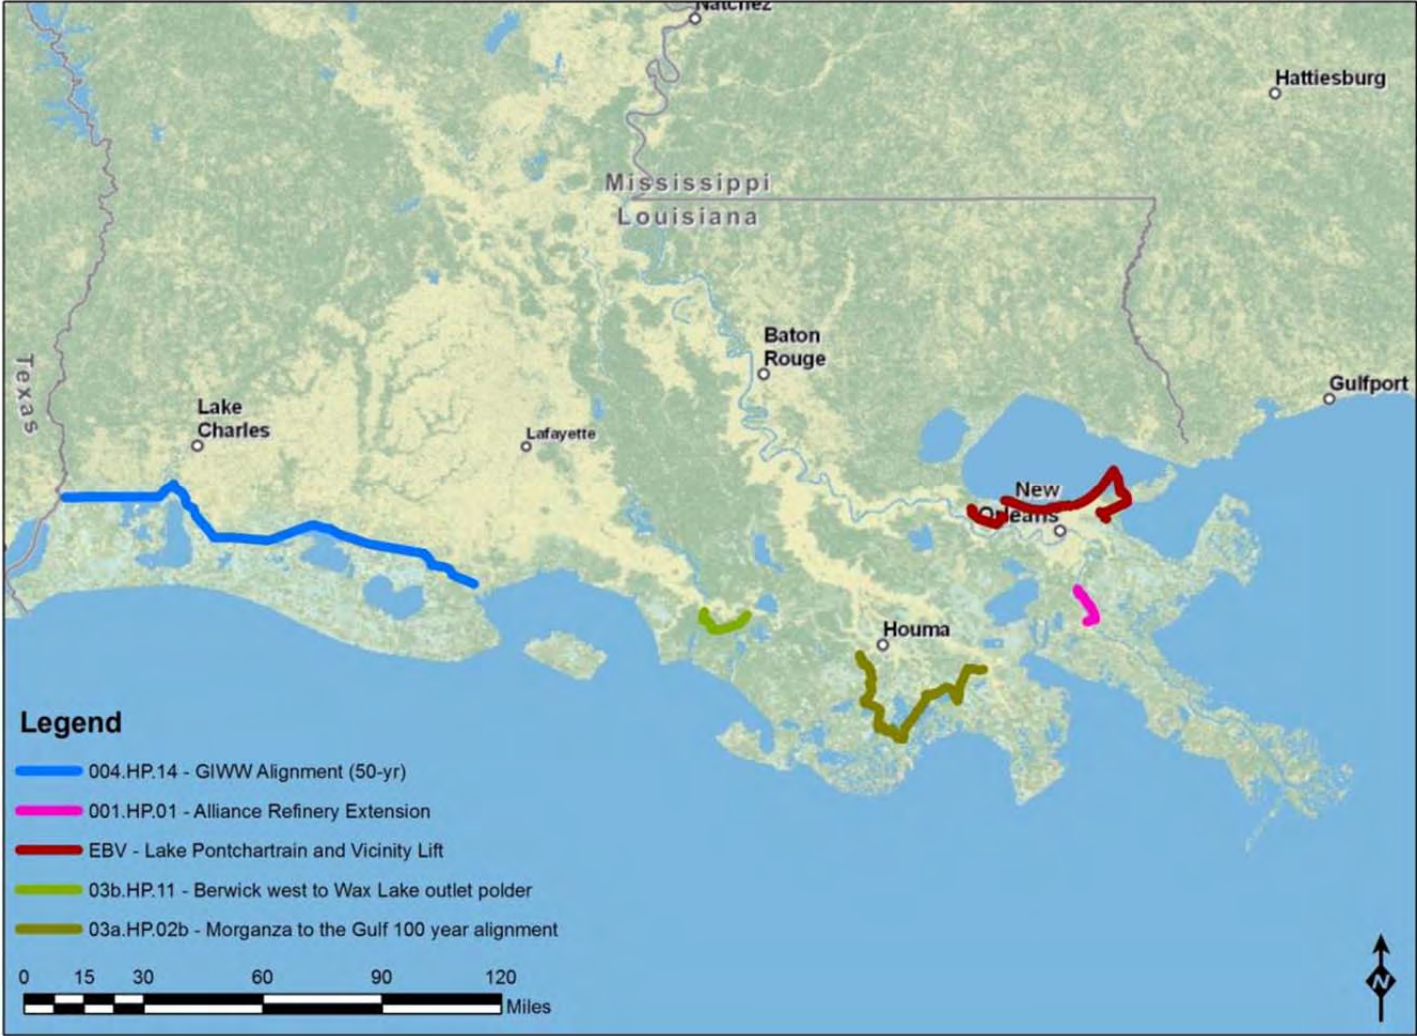 Natchez
Hattiesburg
Mississippi
Louisiana
Baton
Rouge
Texas
Gulfport
Lake
Charles
Lafayette
New
Orleans
Houma
Legend
004.HP.14 - GIWW Alignment (50-yr)
001.HP.01 - Alliance Refinery Extension
EBV - Lake Pontchartrain and Vicinity Lift
03b.HP.11 - Berwick west to Wax Lake outlet polder
03a.HP.02b - Morganza to the Gulf 100 year alignment
0 15 30 60 90 120
Miles
N